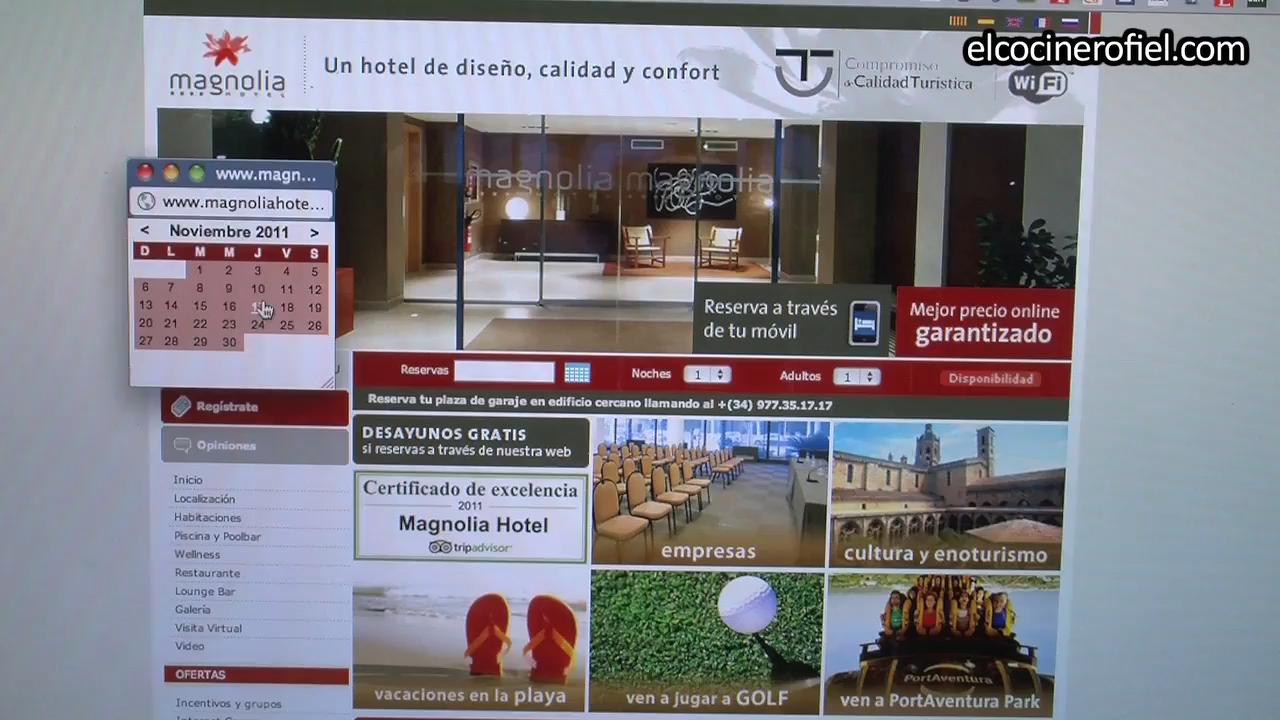 elcocinerofiel.com
magnolia
HOTEL
Un hotel de diseño, calidad y confort
Compromiso
de Calidad Turística
Wi Fi
magnolia magnolia
www.magn...
www.magnoliahote...
< Noviembre 2011 >
D L M M J V S
1 2 3 4 5
6 7 8 9 10 11 12
13 14 15 16 18 19
20 21 22 23 24 25 26
27 28 29 30
Reserva a través
de tu móvil
Mejor precio online
garantizado
Reservas
Noches 1
Adultos 1
Disponibilidad
Reserva tu plaza de garaje en edificio cercano llamando al +(34) 977.35.17.17
Regístrate
Opiniones
Inicio
Localización
Habitaciones
Piscina y Poolbar
Wellness
Restaurante
Lounge Bar
Galería
Visita Virtual
Video
OFERTAS
Incentivos y grupos
DESAYUNOS GRATIS
si reservas a través de nuestra web
Certificado de excelencia
2011
Magnolia Hotel
tripadvisor
empresas
cultura y enoturismo
vacaciones en la playa
ven a jugar a GOLF
PortAventura
ven a PortAventura Park